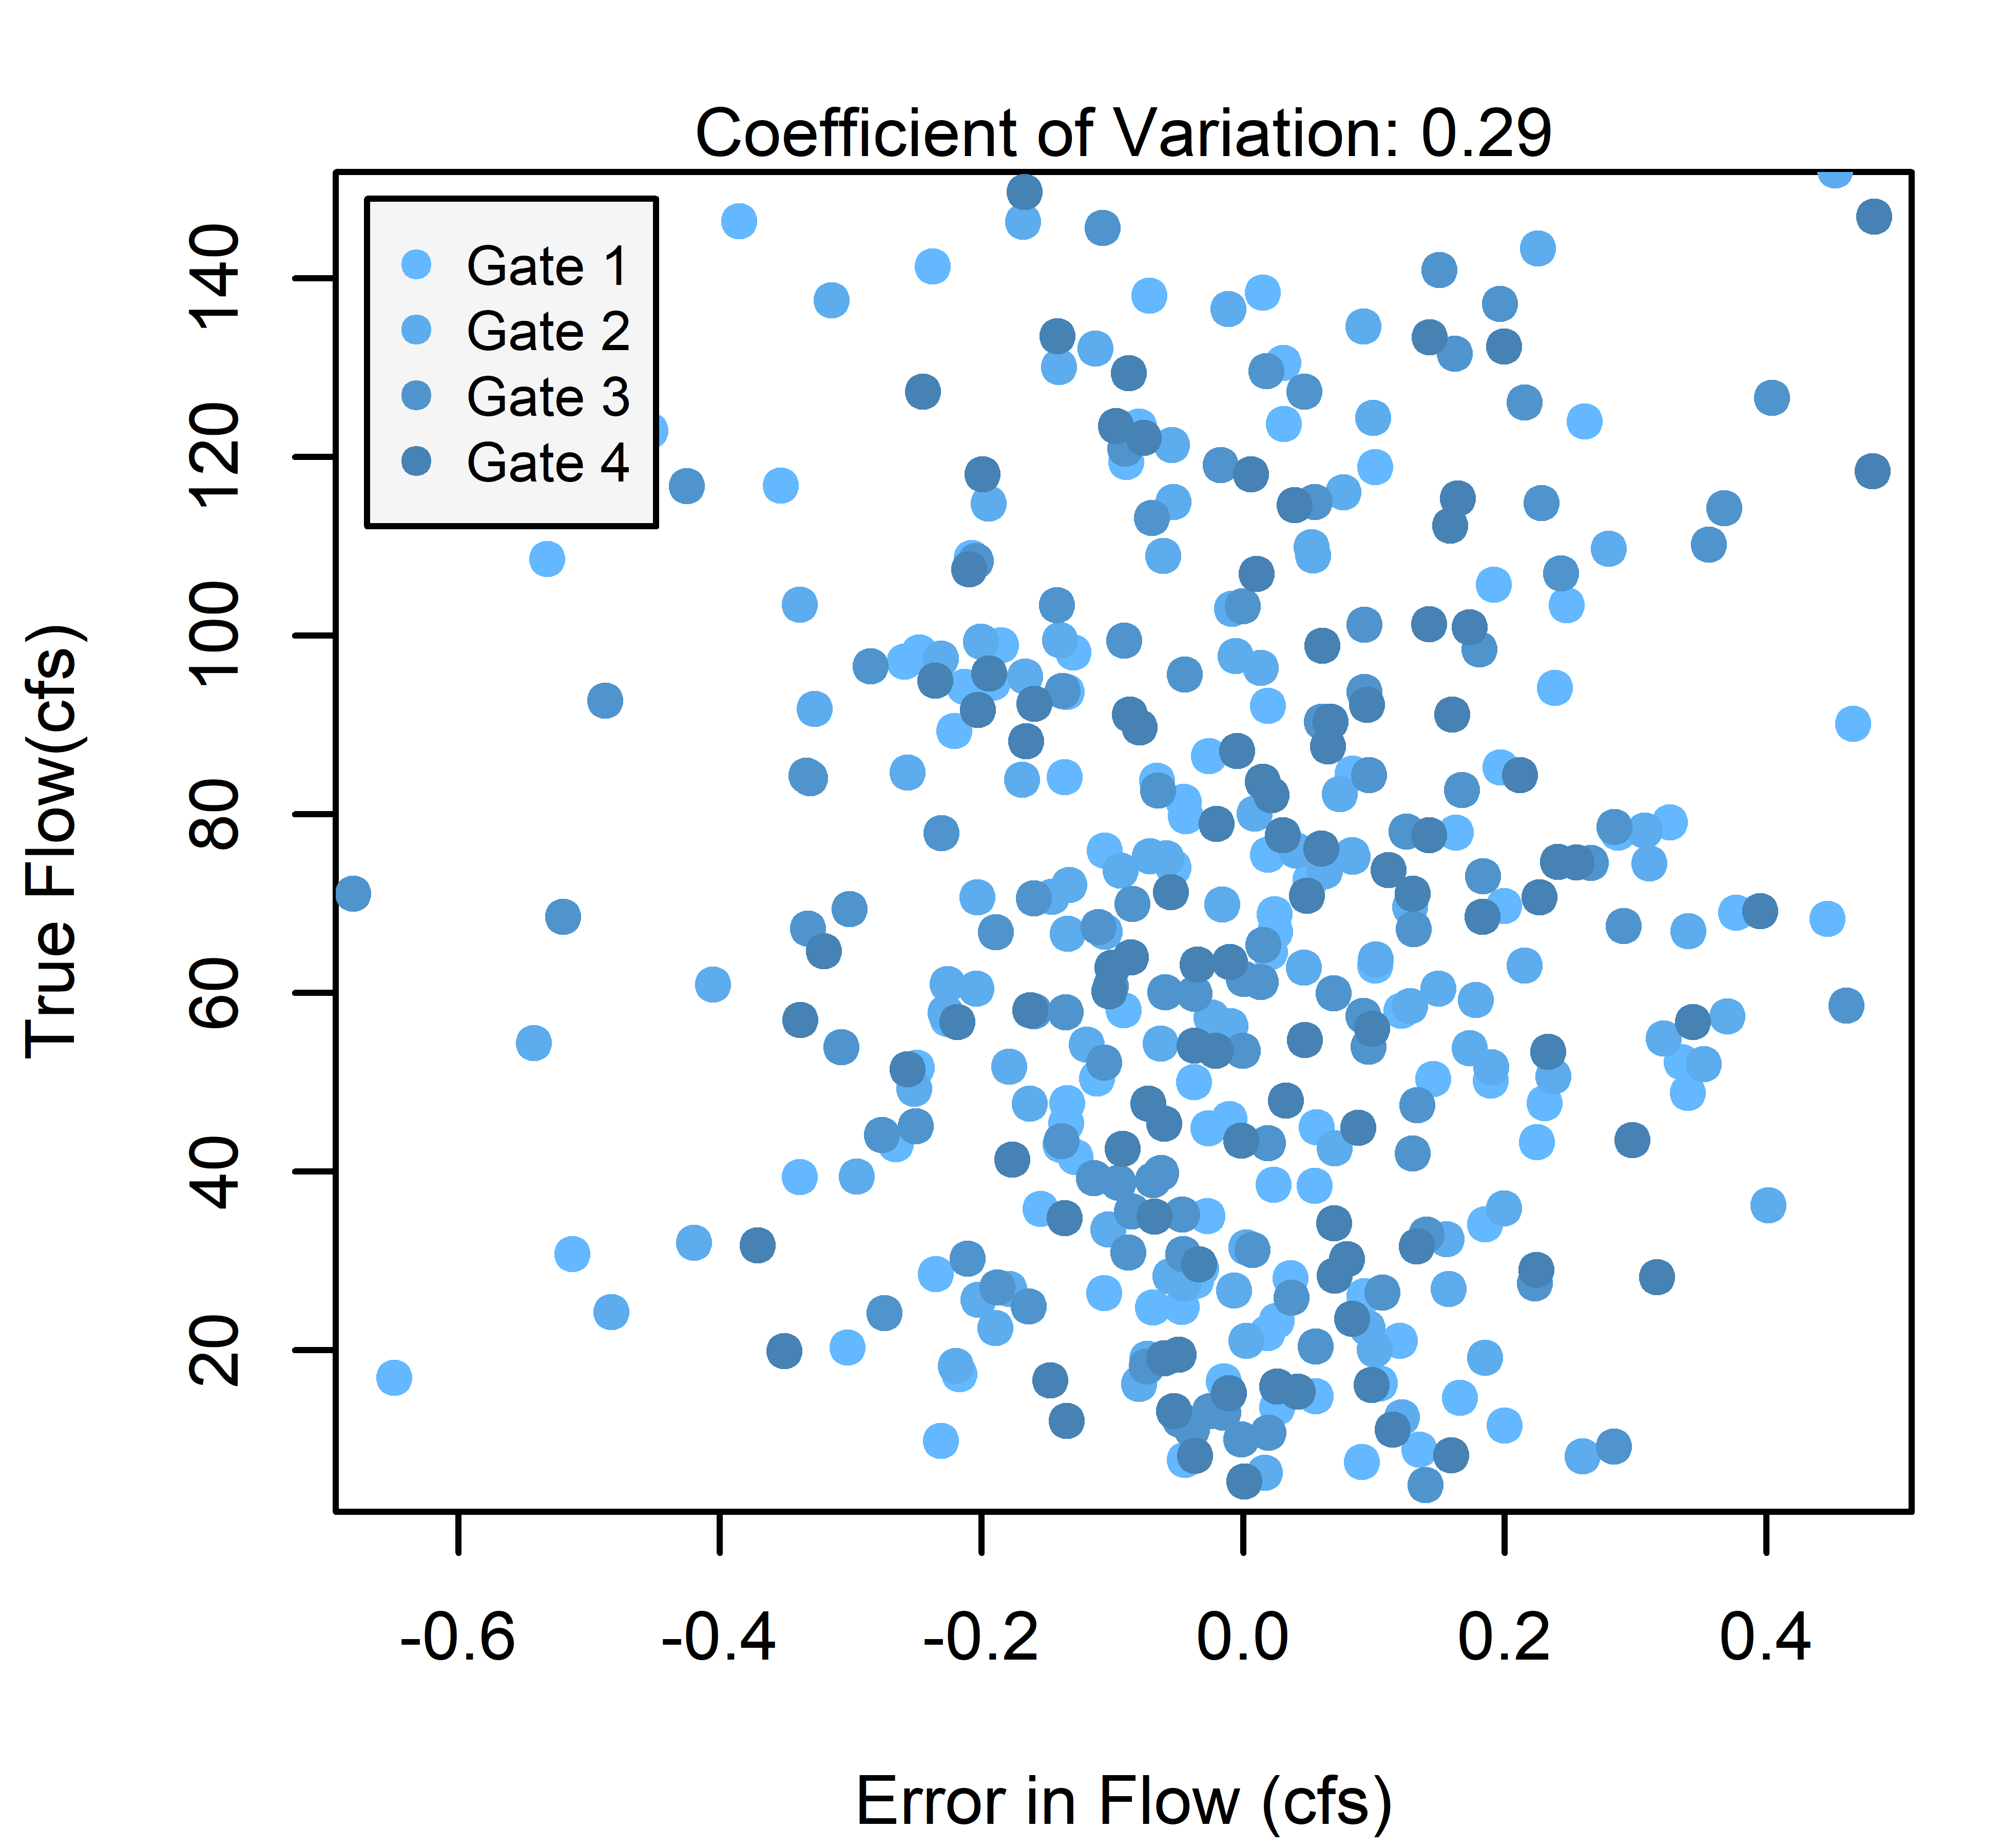 Coefficient of Variation: 0.29
Gate 1
Gate 2
Gate 3
Gate 4
True Flow(cfs)
140
120
100
80
60
40
20
-0.6 -0.4 -0.2 0.0 0.2 0.4
Error in Flow (cfs)